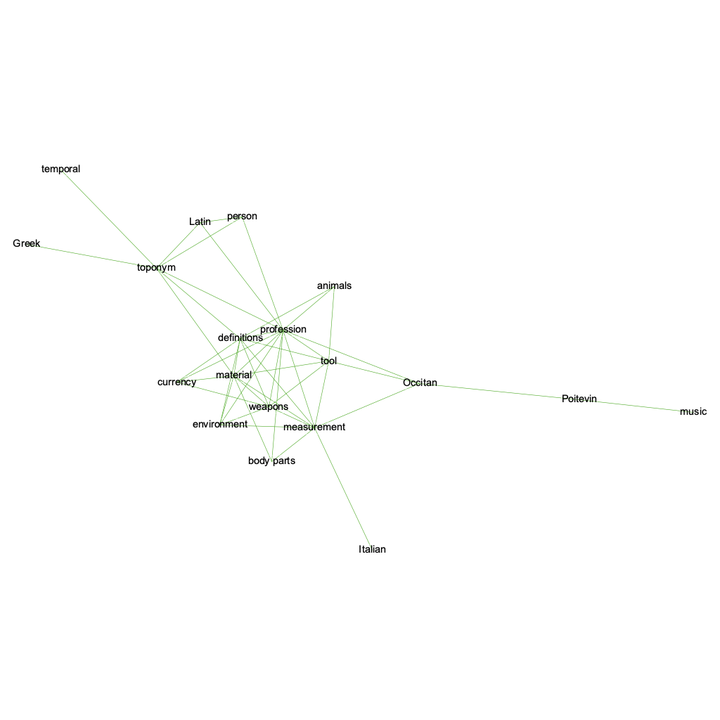 temporal
Latin
person
Greek
toponym
animals
profession
definitions
tool
material
currency
Occitan
Poitevin
weapons
music
environment
measurement
body parts
Italian